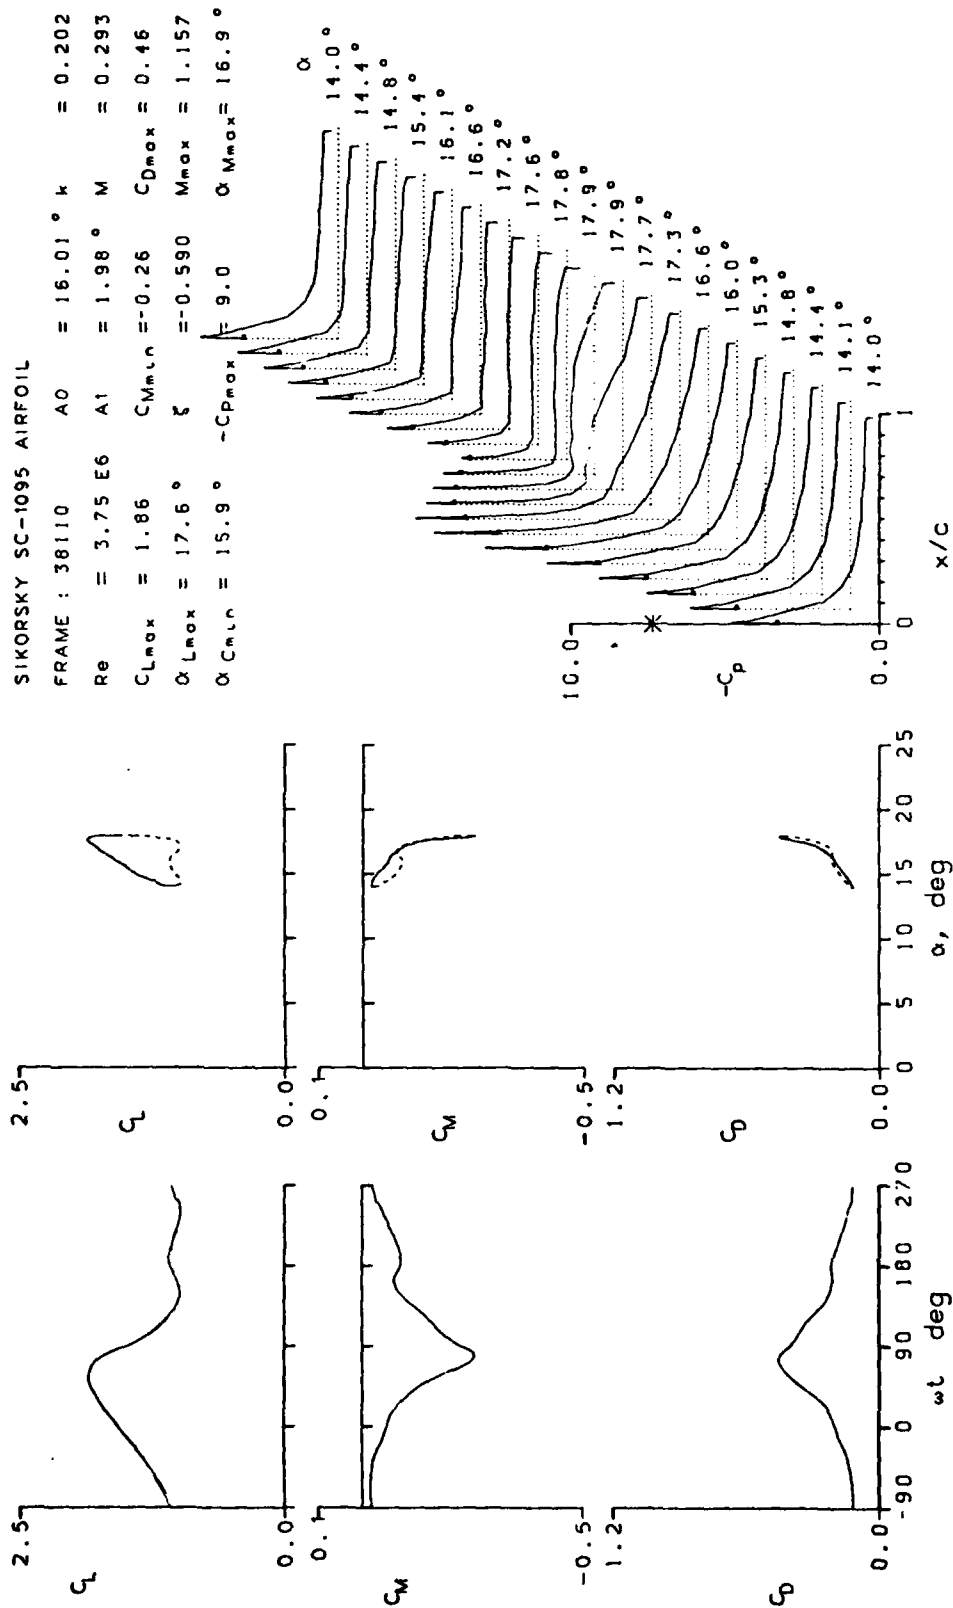 SIKORSKY SC-1095 AIRFOIL
FRAME : 38110 A0 = 16.01 ° k = 0.202
Re = 3.75 E6 A1 = 1.98 ° M = 0.293
CLmax = 1.86 CMmin =-0.26 CDmax = 0.46
αLmax = 17.6 ° ζ =-0.590 Mmax = 1.157
αCmin = 15.9 ° -CPmax = 9.0 αMmax= 16.9 °
2.5
CL
0.0
0.1
CM
-0.5
1.2
CD
0.0
-90 0 90 180 270
ωt deg
2.5
CL
0.0
0.1
CM
-0.5
1.2
CD
0.0
0 5 10 15 20 25
α, deg
10.0
-Cp
0.0
0 1
x/c
α
14.0 °
14.4 °
14.8 °
15.4 °
16.1 °
16.6 °
17.2 °
17.6 °
17.8 °
17.9 °
17.9 °
17.7 °
17.3 °
16.6 °
16.0 °
15.3 °
14.8 °
14.4 °
14.1 °
14.0 °